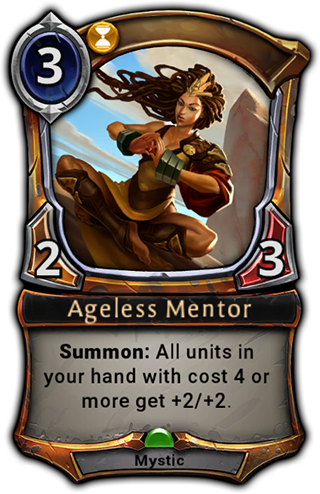 3
2
3
Ageless Mentor
Summon: All units in
your hand with cost 4 or
more get +2/+2.
Mystic